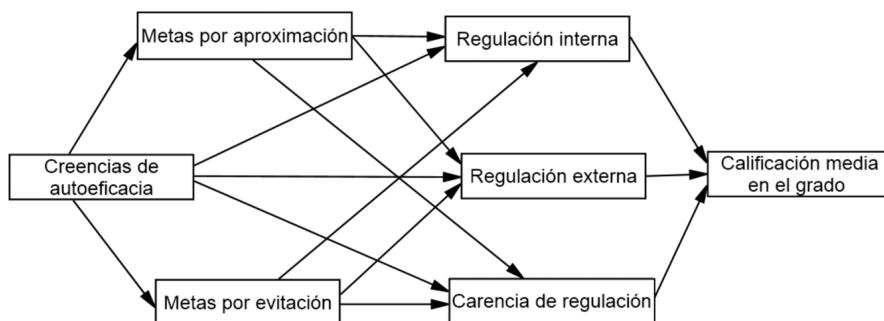 Metas por aproximación
Regulación interna
Creencias de
autoeficacia
Regulación externa
Calificación media
en el grado
Metas por evitación
Carencia de regulación